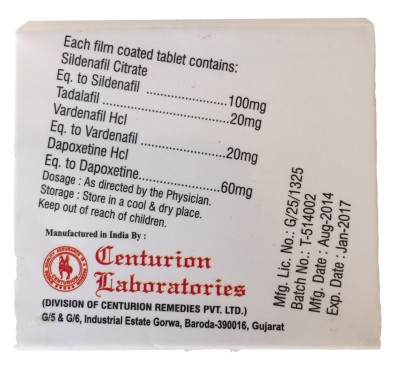 Each film coated tablet contains:
Sildenafil Citrate
Eq. to Sildenafil ........................100mg
Tadalafil .......................................20mg
Vardenafil Hcl
Eq. to Vardenafil ........................20mg
Dapoxetine Hcl
Eq. to Dapoxetine......................60mg
Dosage : As directed by the Physician.
Storage : Store in a cool & dry place.
Keep out of reach of children.
Manufactured in India By :
Centurion
Laboratories
(DIVISION OF CENTURION REMEDIES PVT. LTD.)
G/5 & G/6, Industrial Estate Gorwa, Baroda-390016, Gujarat
Mfg. Lic. No.: G/25/1325
Batch No.: T-514002
Mfg. Date : Aug-2014
Exp. Date : Jan-2017